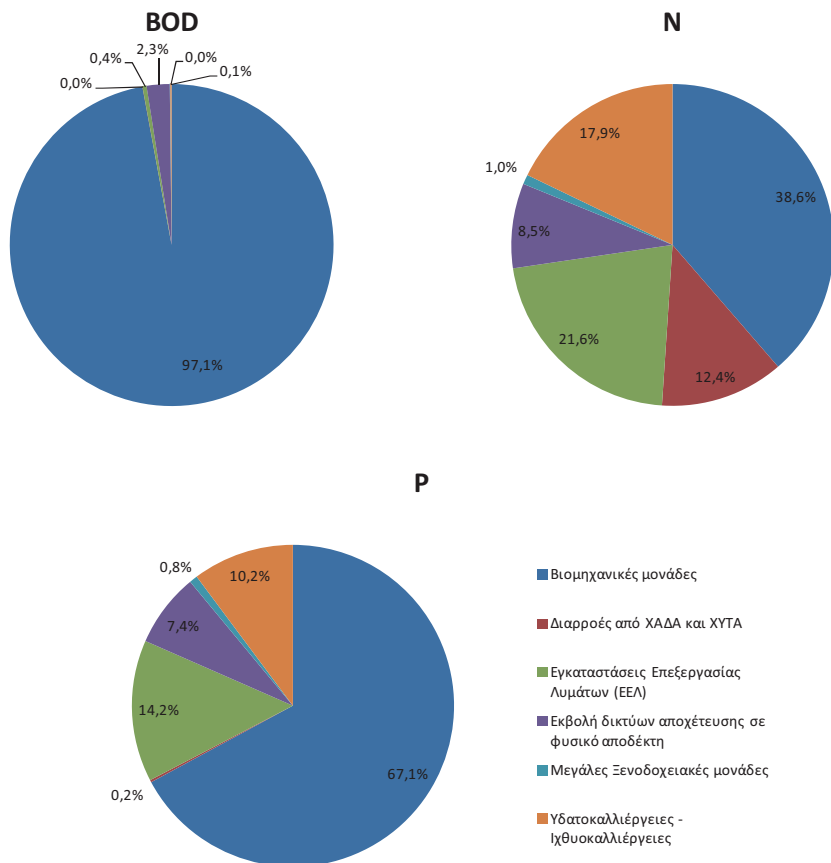 BOD
N
2,3%
0,4%
0,0%
0,0%
0,1%
97,1%
17,9%
1,0%
38,6%
8,5%
21,6%
12,4%
P
0,8%
10,2%
7,4%
14,2%
67,1%
0,2%
Βιομηχανικές μονάδες
Διαρροές από ΧΑΔΑ και ΧΥΤΑ
Εγκαταστάσεις Επεξεργασίας
Λυμάτων (ΕΕΛ)
Εκβολή δικτύων αποχέτευσης σε
φυσικό αποδέκτη
Μεγάλες Ξενοδοχειακές μονάδες
Υδατοκαλλιέργειες -
Ιχθυοκαλλιέργειες